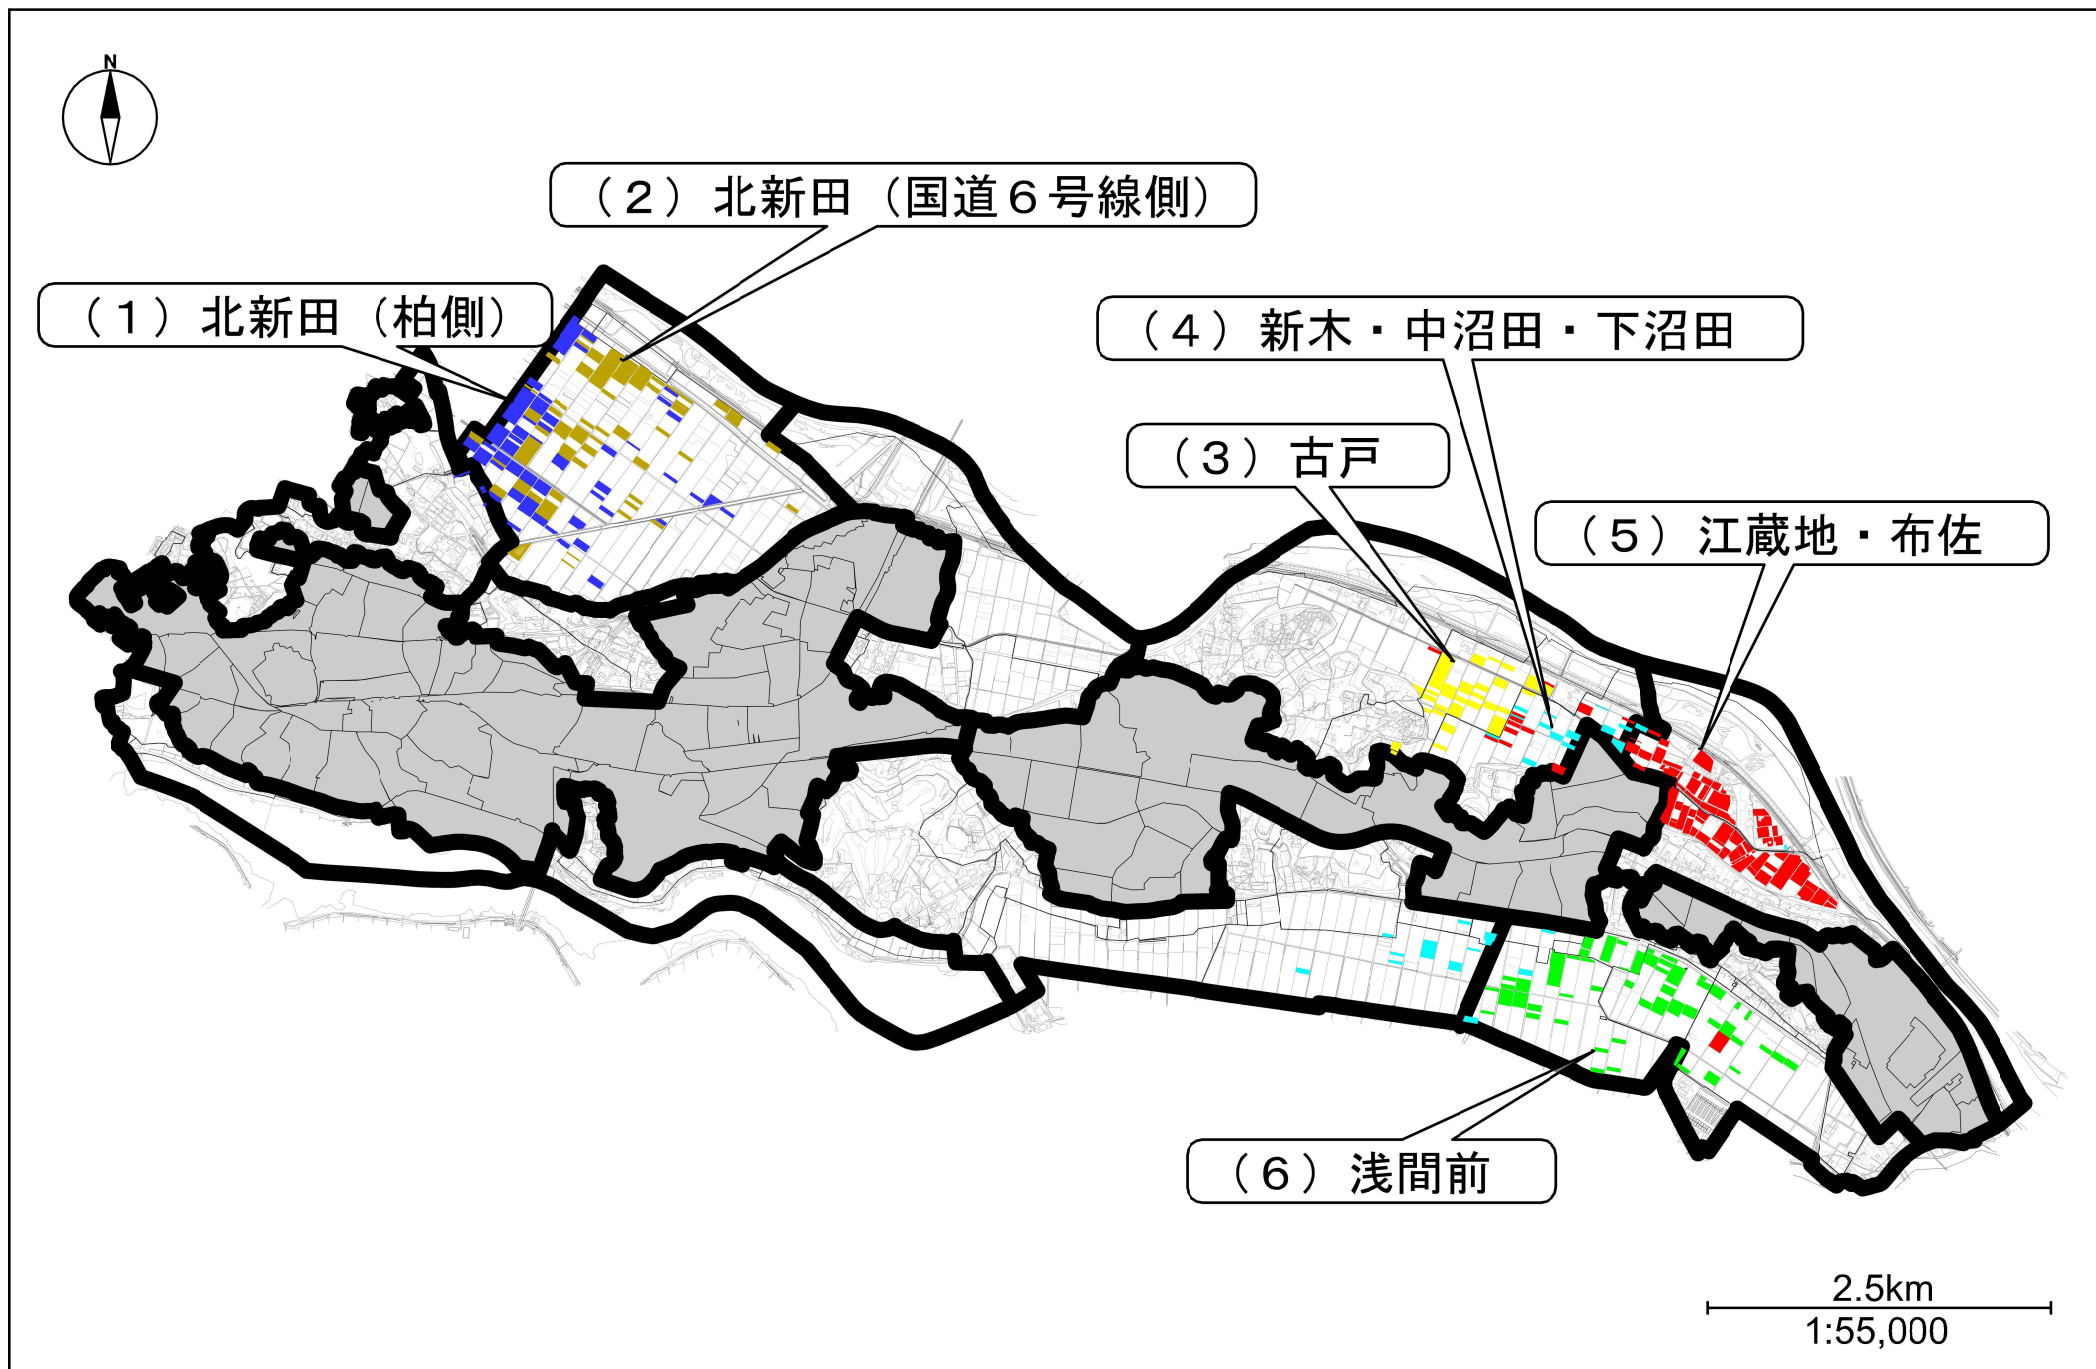 N
（２）北新田（国道６号線側）
（１）北新田（柏側）
（４）新木・中沼田・下沼田
（３）古戸
（５）江蔵地・布佐
（６）浅間前
2.5km
1:55,000